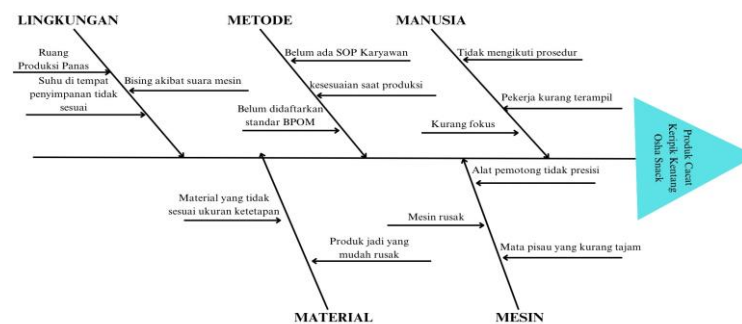 LINGKUNGAN
METODE
MANUSIA
Ruang
Produksi Panas
Suhu di tempat
penyimpanan tidak
sesuai
Bising akibat suara mesin
Belum ada SOP Karyawan
kesesuaian saat produksi
Belum didaftarkan
standar BPOM
Tidak mengikuti prosedur
Pekerja kurang terampil
Kurang fokus
Produk Cacat
Keripik Kentang
Osha Snack
Material yang tidak
sesuai ukuran ketetapan
Produk jadi yang
mudah rusak
Alat pemotong tidak presisi
Mesin rusak
Mata pisau yang kurang tajam
MATERIAL
MESIN